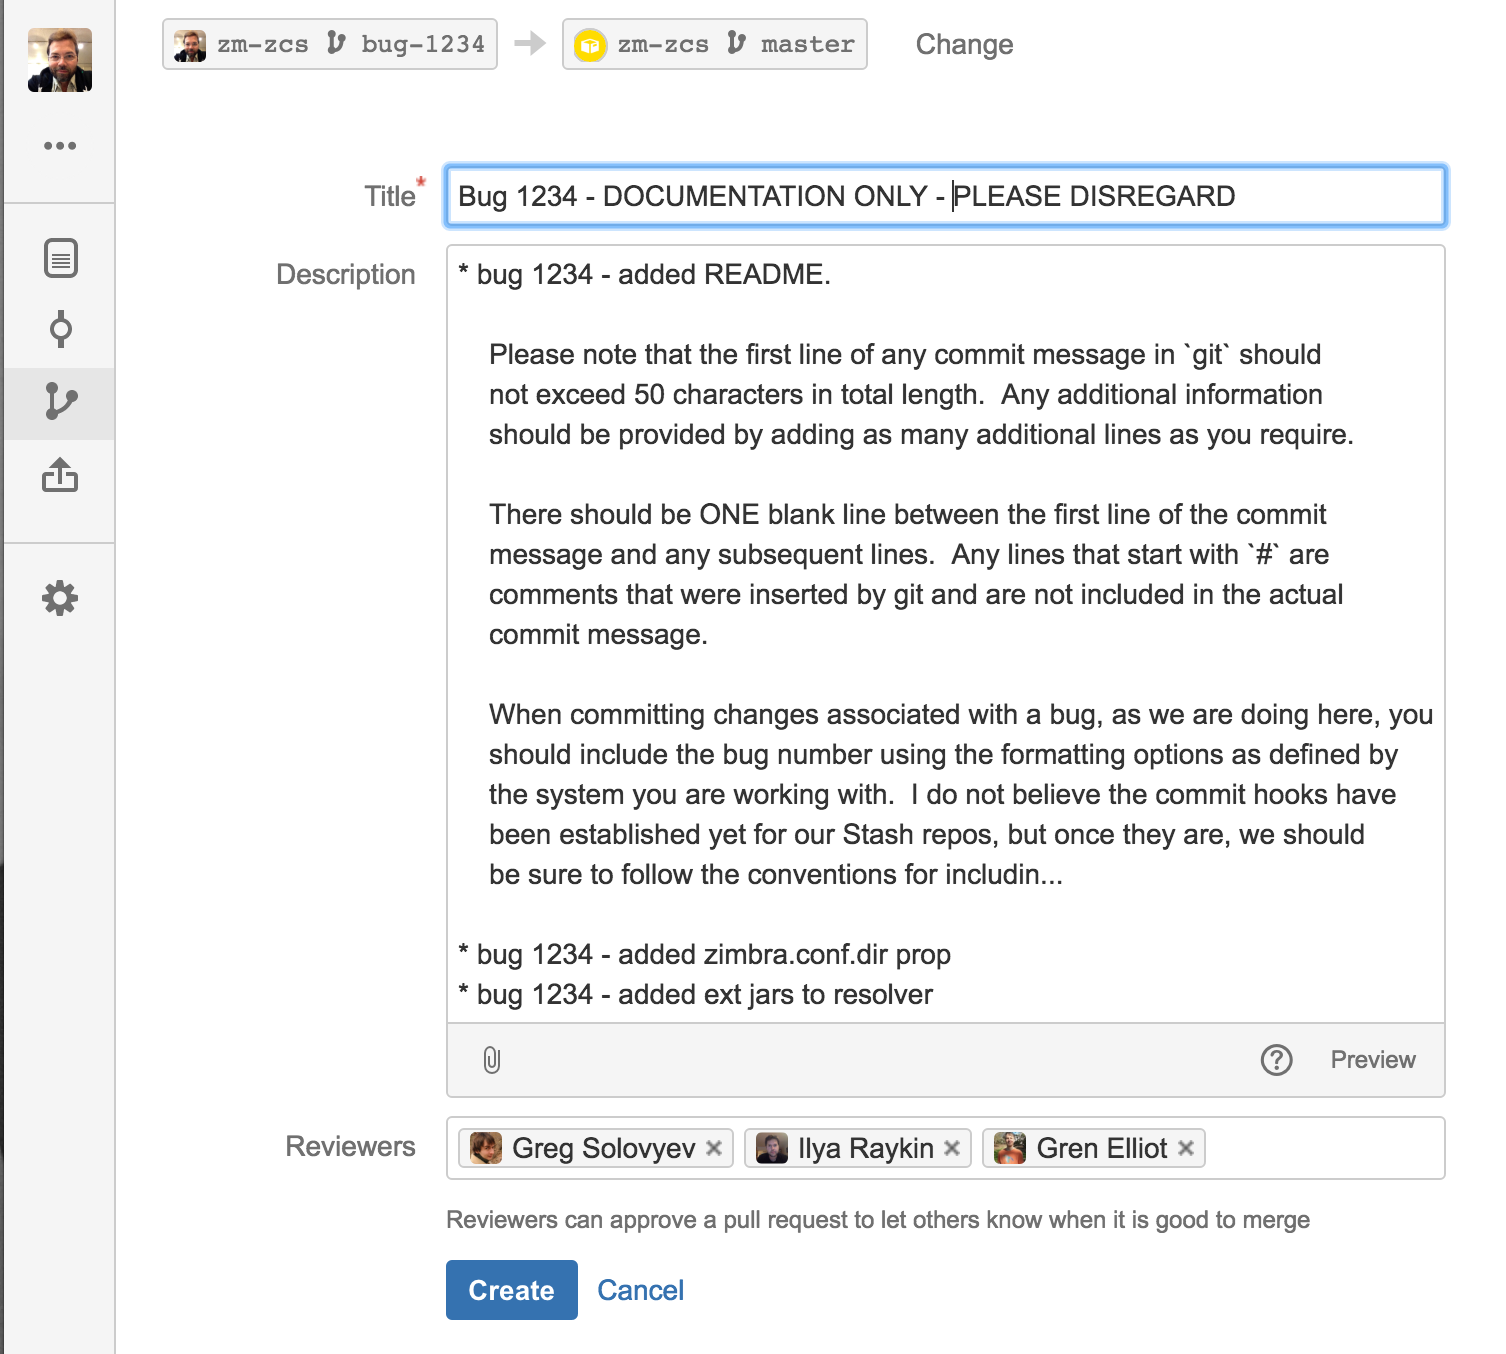 zm-zcs bug-1234 zm-zcs master Change
Title* Bug 1234 - DOCUMENTATION ONLY - PLEASE DISREGARD
Description
* bug 1234 - added README.
Please note that the first line of any commit message in `git` should
not exceed 50 characters in total length.  Any additional information
should be provided by adding as many additional lines as you require.
There should be ONE blank line between the first line of the commit
message and any subsequent lines.  Any lines that start with `#` are
comments that were inserted by git and are not included in the actual
commit message.
When committing changes associated with a bug, as we are doing here, you
should include the bug number using the formatting options as defined by
the system you are working with.  I do not believe the commit hooks have
been established yet for our Stash repos, but once they are, we should
be sure to follow the conventions for includin...
* bug 1234 - added zimbra.conf.dir prop
* bug 1234 - added ext jars to resolver
Preview
Reviewers Greg Solovyev Ilya Raykin Gren Elliot
Reviewers can approve a pull request to let others know when it is good to merge
Create Cancel